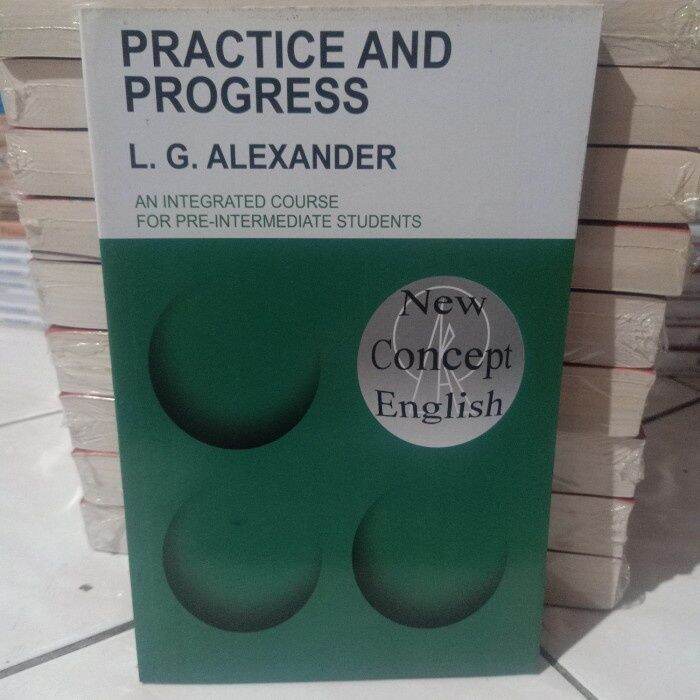 PRACTICE AND
PROGRESS
L. G. ALEXANDER
AN INTEGRATED COURSE
FOR PRE-INTERMEDIATE STUDENTS
New
Concept
English